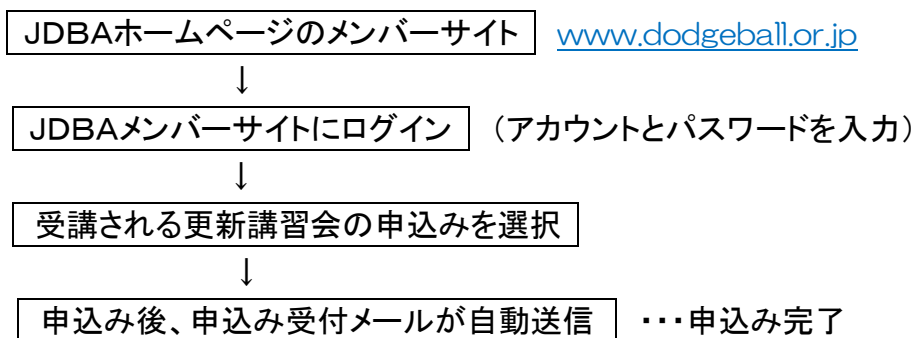 JDBAホームページのメンバーサイト www.dodgeball.or.jp
↓
JDBAメンバーサイトにログイン （アカウントとパスワードを入力）
↓
受講される更新講習会の申込みを選択
↓
申込み後、申込み受付メールが自動送信 ・・・申込み完了